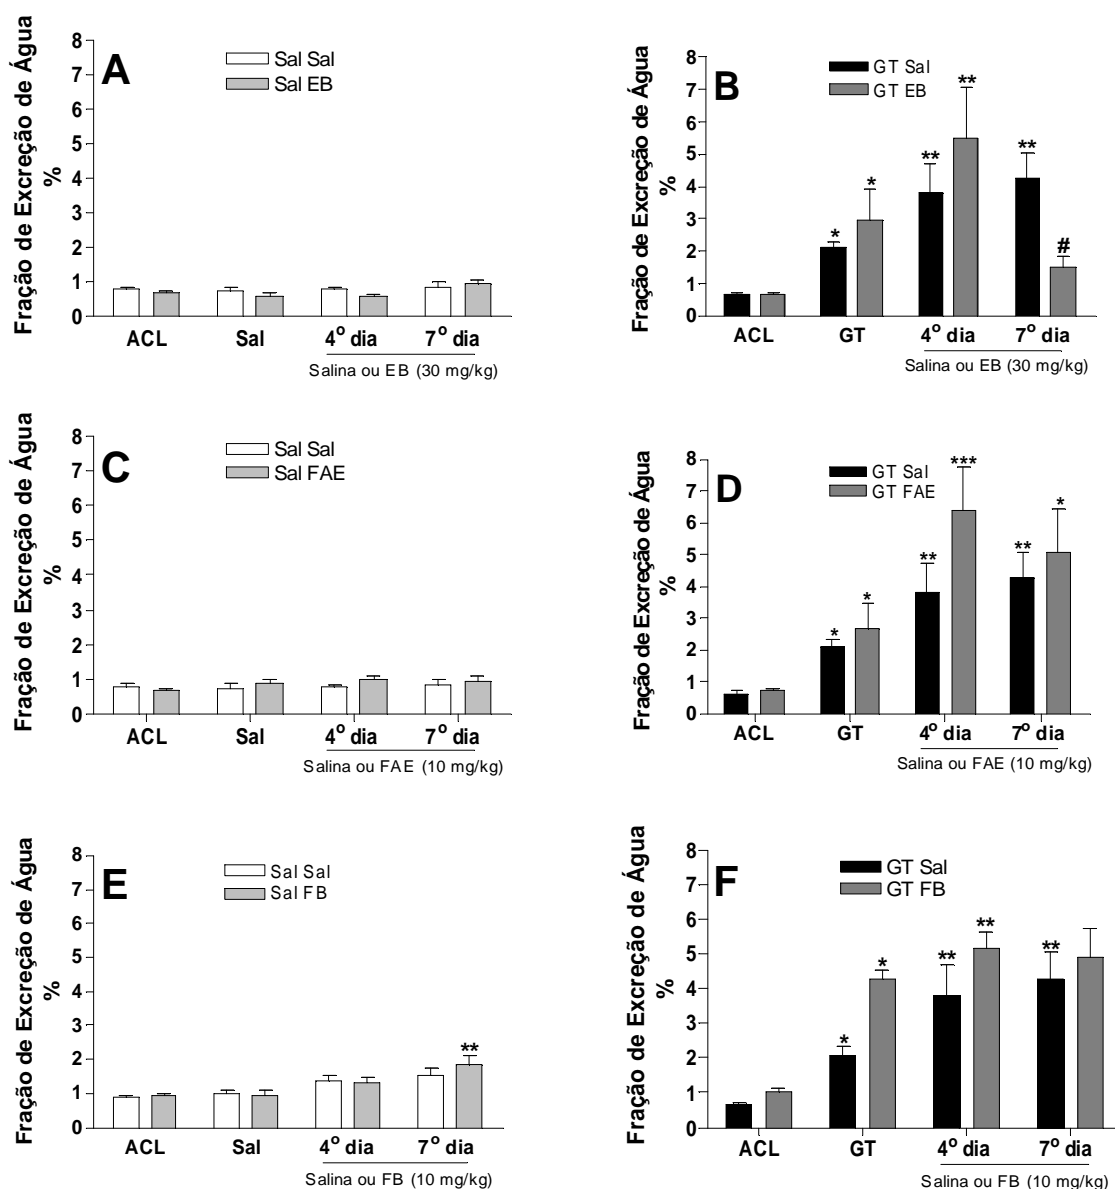 A
Sal Sal
Sal EB
Fração de Excreção de Água
%
8
7
6
5
4
3
2
1
0
ACL Sal 4º dia 7º dia
Salina ou EB (30 mg/kg)
B
GT Sal
GT EB
Fração de Excreção de Água
%
8
7
6
5
4
3
2
1
0
* * ** ** ** #
ACL GT 4º dia 7º dia
Salina ou EB (30 mg/kg)
C
Sal Sal
Sal FAE
Fração de Excreção de Água
%
8
7
6
5
4
3
2
1
0
ACL Sal 4º dia 7º dia
Salina ou FAE (10 mg/kg)
D
GT Sal
GT FAE
Fração de Excreção de Água
%
8
7
6
5
4
3
2
1
0
* * ** *** ** *
ACL GT 4º dia 7º dia
Salina ou FAE (10 mg/kg)
E
Sal Sal
Sal FB
Fração de Excreção de Água
%
8
7
6
5
4
3
2
1
0
**
ACL Sal 4º dia 7º dia
Salina ou FB (10 mg/kg)
F
GT Sal
GT FB
Fração de Excreção de Água
%
8
7
6
5
4
3
2
1
0
* * ** ** **
ACL GT 4º dia 7º dia
Salina ou FB (10 mg/kg)